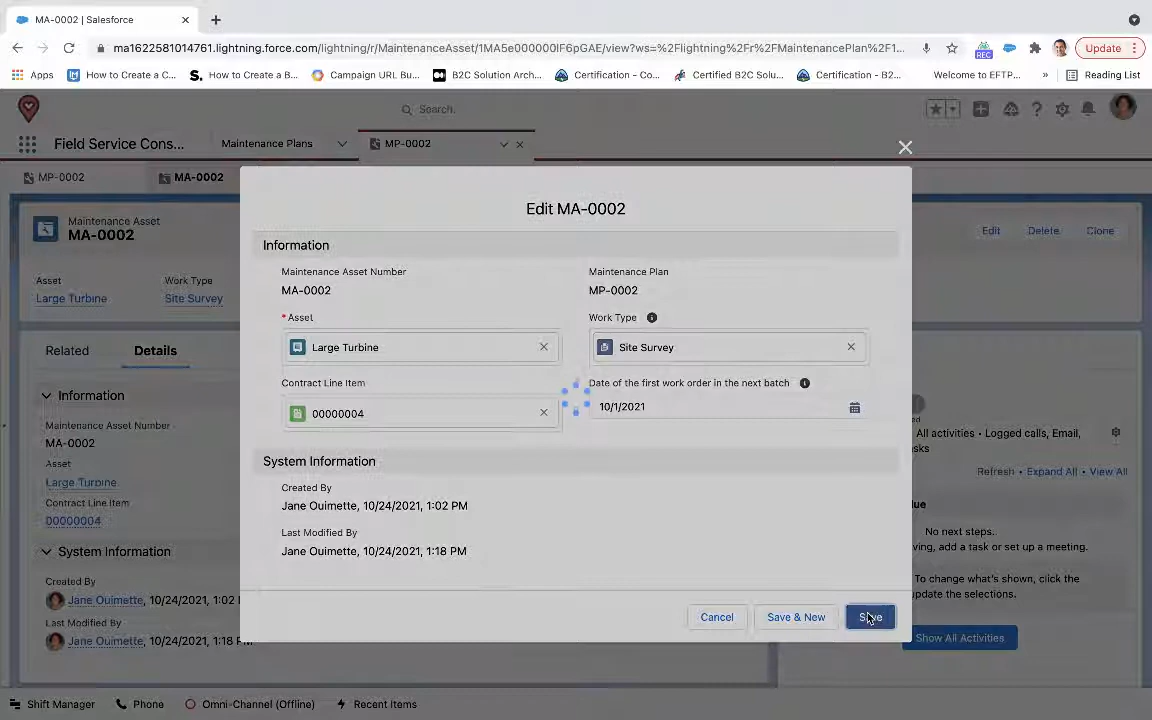 MA-0002 | Salesforce
ma1622581014761.lightning.force.com/lightning/r/MaintenanceAsset/1MA5e000000IF6pGAE/view?ws=%2Flightning%2Fr%2FMaintenancePlan%2F1...
REC
Update
Apps
How to Create a C...
How to Create a B...
Campaign URL Bu...
B2C Solution Arch...
Certification - Co...
Certified B2C Solu...
Certification - B2...
Welcome to EFTP...
»
Reading List
Search.
Field Service Cons...
Maintenance Plans
MP-0002
MP-0002
MA-0002
Maintenance Asset
MA-0002
Edit
Delete
Clone
Asset
Work Type
Large Turbine
Site Survey
Related
Details
Information
Maintenance Asset Number
MA-0002
Asset
Large Turbine
Contract Line Item
00000004
System Information
Created By
Jane Ouimette, 10/24/2021, 1:02
Last Modified By
Jane Ouimette, 10/24/2021, 1:18 PM
Edit MA-0002
Information
Maintenance Asset Number
MA-0002
Maintenance Plan
MP-0002
* Asset
Large Turbine
Work Type
Site Survey
Contract Line Item
00000004
Date of the first work order in the next batch
10/1/2021
System Information
Created By
Jane Ouimette, 10/24/2021, 1:02 PM
Last Modified By
Jane Ouimette, 10/24/2021, 1:18 PM
Cancel
Save & New
Save
All activities • Logged calls, Email,
Refresh • Expand All • View All
No next steps.
add a task or set up a meeting.
To change what's shown, click the
update the selections.
Show All Activities
Shift Manager
Phone
Omni-Channel (Offline)
Recent Items